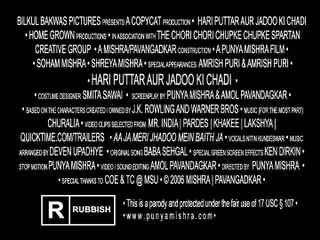 BILKUL BAKWAS PICTURES PRESENTS A COPYCAT PRODUCTION • HARI PUTTAR AUR JADOO KI CHADI
• HOME GROWN PRODUCTIONS • IN ASSOCIATION WITH THE CHORI CHORI CHUPKE CHUPKE SPARTAN
CREATIVE GROUP • A MISHRA/PAVANGADKAR CONSTRUCTION • A PUNYA MISHRA FILM •
• SOHAM MISHRA • SHREYA MISHRA • SPECIAL APPEARANCES: AMRISH PURI & AMRISH PURI •
• HARI PUTTAR AUR JADOO KI CHADI •
• COSTUME DESIGNER SMITA SAWAI • SCREENPLAY BY PUNYA MISHRA & AMOL PAVANDAGKAR •
• BASED ON THE CHARACTERS CREATED / OWNED BY J.K. ROWLING AND WARNER BROS • MUSIC (FOR THE MOST PART)
CHURALIA • VIDEO CLIPS SELECTED FROM MR. INDIA | PARDES | KHAKEE | LAKSHYA |
QUICKTIME.COM/TRAILERS • AA JA MERI JHADOO MEIN BAITH JA • VOCALS NITIN KUNDESHWAR • MUSIC
ARRANGED BY DEVEN UPADHYE • ORIGINAL SONG BABA SEHGAL • SPECIAL GREEN SCREEN EFFECTS KEN DIRKIN •
STOP MOTION PUNYA MISHRA • VIDEO / SOUND EDITING AMOL PAVANDAGKAR • DIRECTED BY PUNYA MISHRA •
• SPECIAL THANKS TO COE & TC @ MSU • © 2006 MISHRA | PAVANGADKAR •
R RUBBISH
• This is a parody and protected under the fair use of 17 USC § 107 •
• www.punyamishra.com •